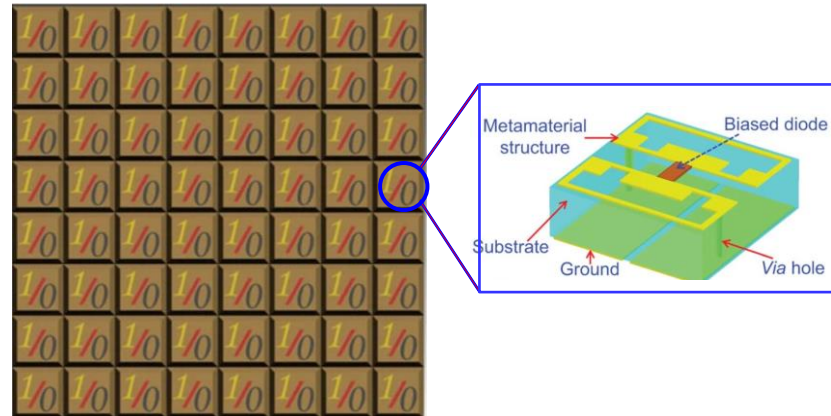 1/0 1/0 1/0 1/0 1/0 1/0 1/0 1/0
1/0 1/0 1/0 1/0 1/0 1/0 1/0 1/0
1/0 1/0 1/0 1/0 1/0 1/0 1/0 1/0
1/0 1/0 1/0 1/0 1/0 1/0 1/0 1/0
1/0 1/0 1/0 1/0 1/0 1/0 1/0 1/0
1/0 1/0 1/0 1/0 1/0 1/0 1/0 1/0
1/0 1/0 1/0 1/0 1/0 1/0 1/0 1/0
1/0 1/0 1/0 1/0 1/0 1/0 1/0 1/0
Metamaterial
structure
Biased diode
Substrate
Ground
Via hole